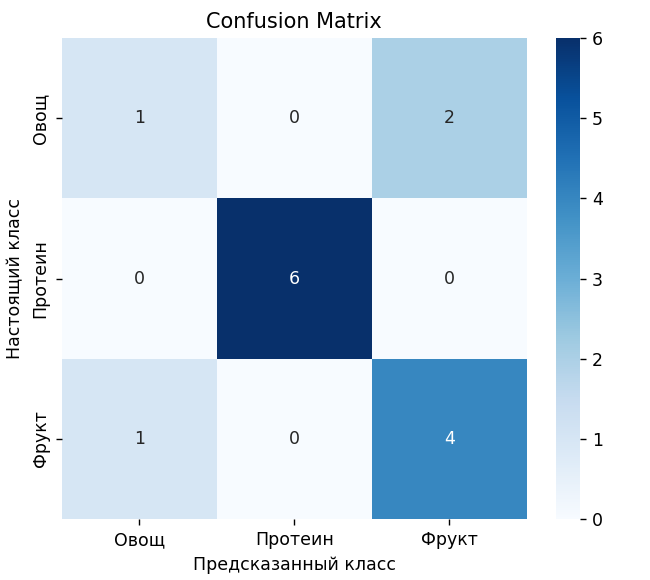 Confusion Matrix
Настоящий класс
Овощ
1 0 2
Протеин
0 6 0
Фрукт
1 0 4
Овощ Протеин Фрукт
Предсказанный класс
6
5
4
3
2
1
0